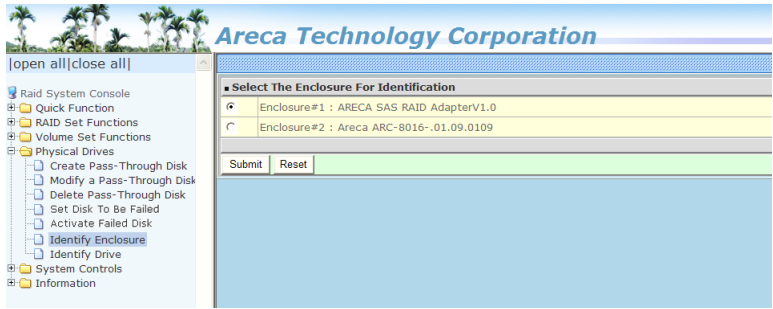 Areca Technology Corporation
|open all|close all|
Raid System Console
Quick Function
RAID Set Functions
Volume Set Functions
Physical Drives
Create Pass-Through Disk
Modify a Pass-Through Disk
Delete Pass-Through Disk
Set Disk To Be Failed
Activate Failed Disk
Identify Enclosure
Identify Drive
System Controls
Information
Select The Enclosure For Identification
Enclosure#1 : ARECA SAS RAID AdapterV1.0
Enclosure#2 : Areca ARC-8016-.01.09.0109
Submit Reset